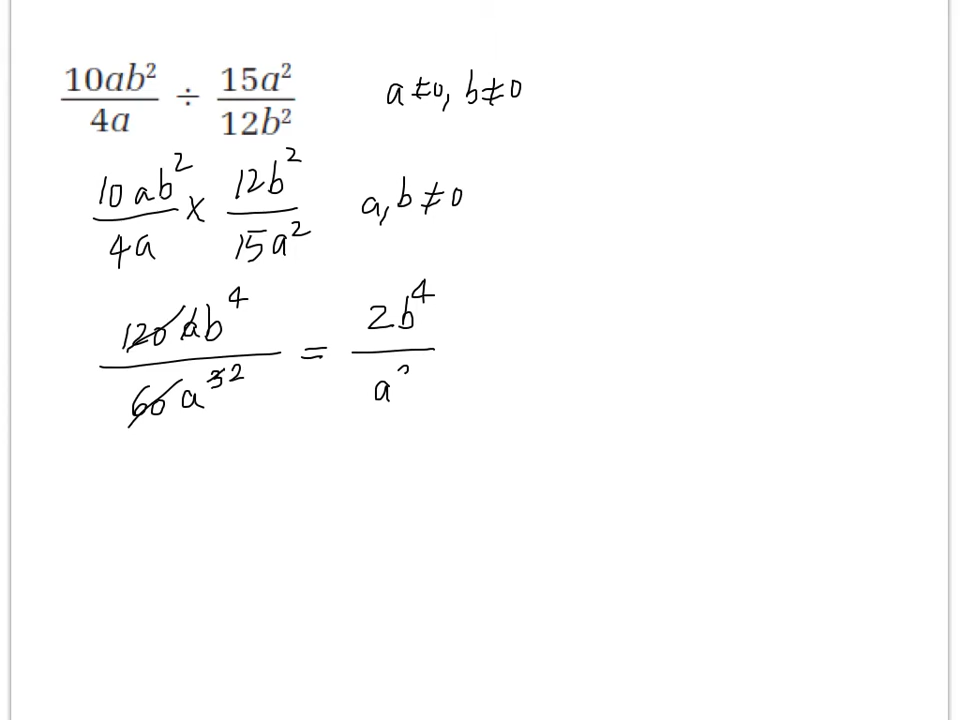 10ab²/4a ÷ 15a²/12b² a≠0, b≠0
10ab²/4a × 12b²/15a² a, b≠0
120ab⁴/60a³2 = 2b⁴/a